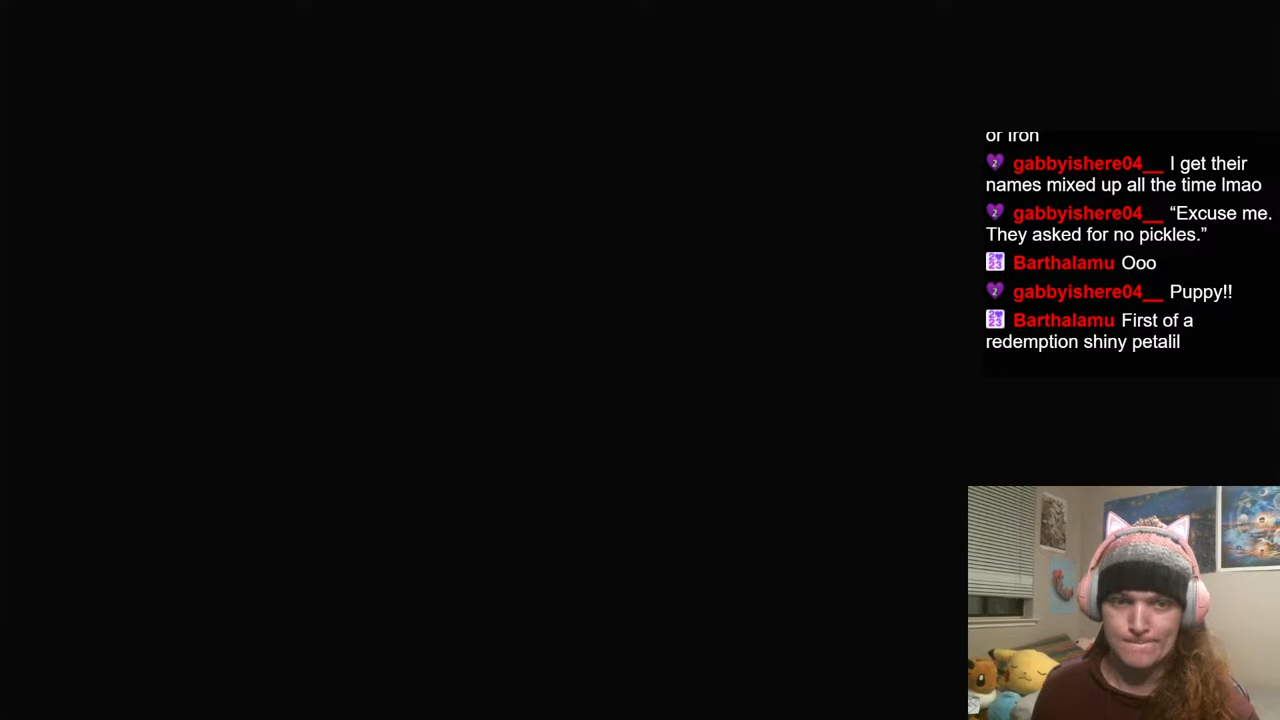 or Iron
gabbyishere04__ I get their
names mixed up all the time lmao
gabbyishere04__ “Excuse me.
They asked for no pickles.”
Barthalamu Ooo
gabbyishere04__ Puppy!!
Barthalamu First of a
redemption shiny petalil